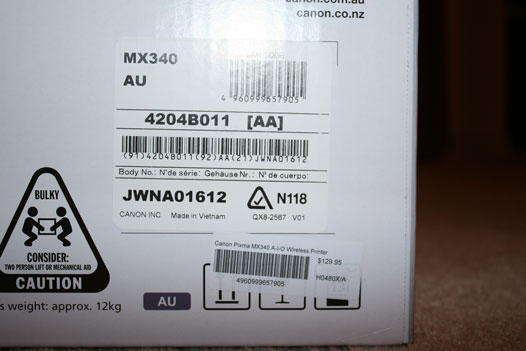 canon.com.au
canon.co.nz
MX340
AU
4 960999 657905
4204B011 [AA]
(91)4204B011(92)AA(21)JWNA01612
Body No.: N°de série: Gehäuse Nr.: N° de cuerpo:
JWNA01612
N118
CANON INC. Made in Vietnam
QX8-2567 V01
BULKY
CONSIDER:
TWO PERSON LIFT OR MECHANICAL AID
CAUTION
s weight: approx. 12kg
AU
Canon Pixma MX340 A-I-O Wireless Printer
$129.95
4960999657905
H0480X/A